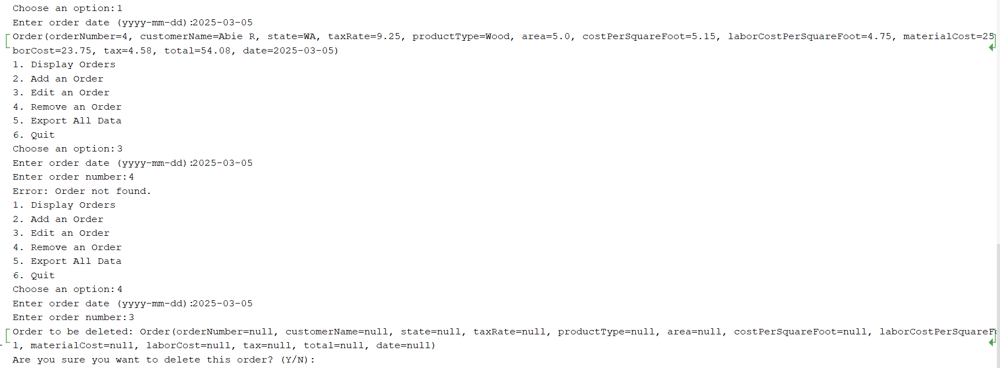 Choose an option:1
Enter order date (yyyy-mm-dd):2025-03-05
Order(orderNumber=4, customerName=Abie R, state=WA, taxRate=9.25, productType=Wood, area=5.0, costPerSquareFoot=5.15, laborCostPerSquareFoot=4.75, materialCost=25
borCost=23.75, tax=4.58, total=54.08, date=2025-03-05)
1. Display Orders
2. Add an Order
3. Edit an Order
4. Remove an Order
5. Export All Data
6. Quit
Choose an option:3
Enter order date (yyyy-mm-dd):2025-03-05
Enter order number:4
Error: Order not found.
1. Display Orders
2. Add an Order
3. Edit an Order
4. Remove an Order
5. Export All Data
6. Quit
Choose an option:4
Enter order date (yyyy-mm-dd):2025-03-05
Enter order number:3
Order to be deleted: Order(orderNumber=null, customerName=null, state=null, taxRate=null, productType=null, area=null, costPerSquareFoot=null, laborCostPerSquareF
l, materialCost=null, laborCost=null, tax=null, total=null, date=null)
Are you sure you want to delete this order? (Y/N):